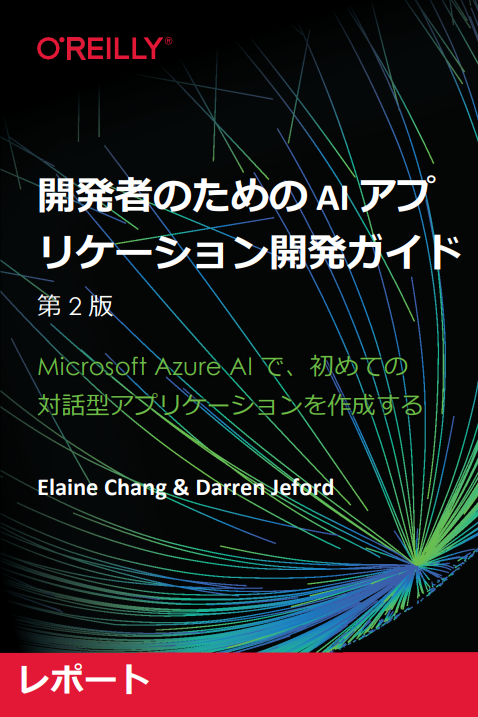 O'REILLY®
開発者のための AI アプ
リケーション開発ガイド
第 2 版
Microsoft Azure AI で、初めての
対話型アプリケーションを作成する
Elaine Chang & Darren Jeford
レポート